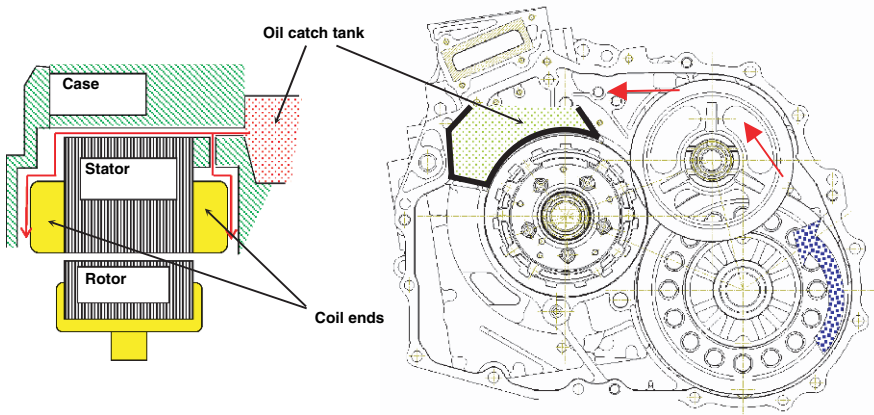 Oil catch tank
Case
Stator
Rotor
Coil ends